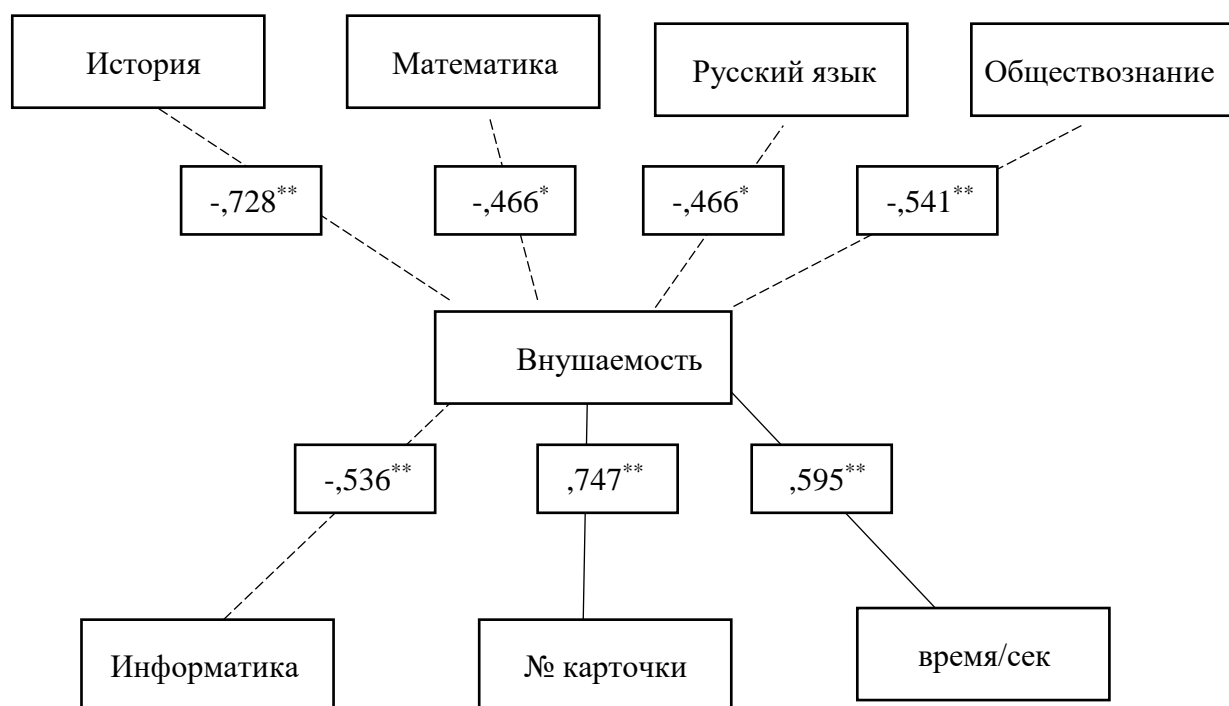 История
Математика
Русский язык
Обществознание
-,728**
-,466*
-,466*
-,541**
Внушаемость
-,536**
,747**
,595**
Информатика
№ карточки
время/сек